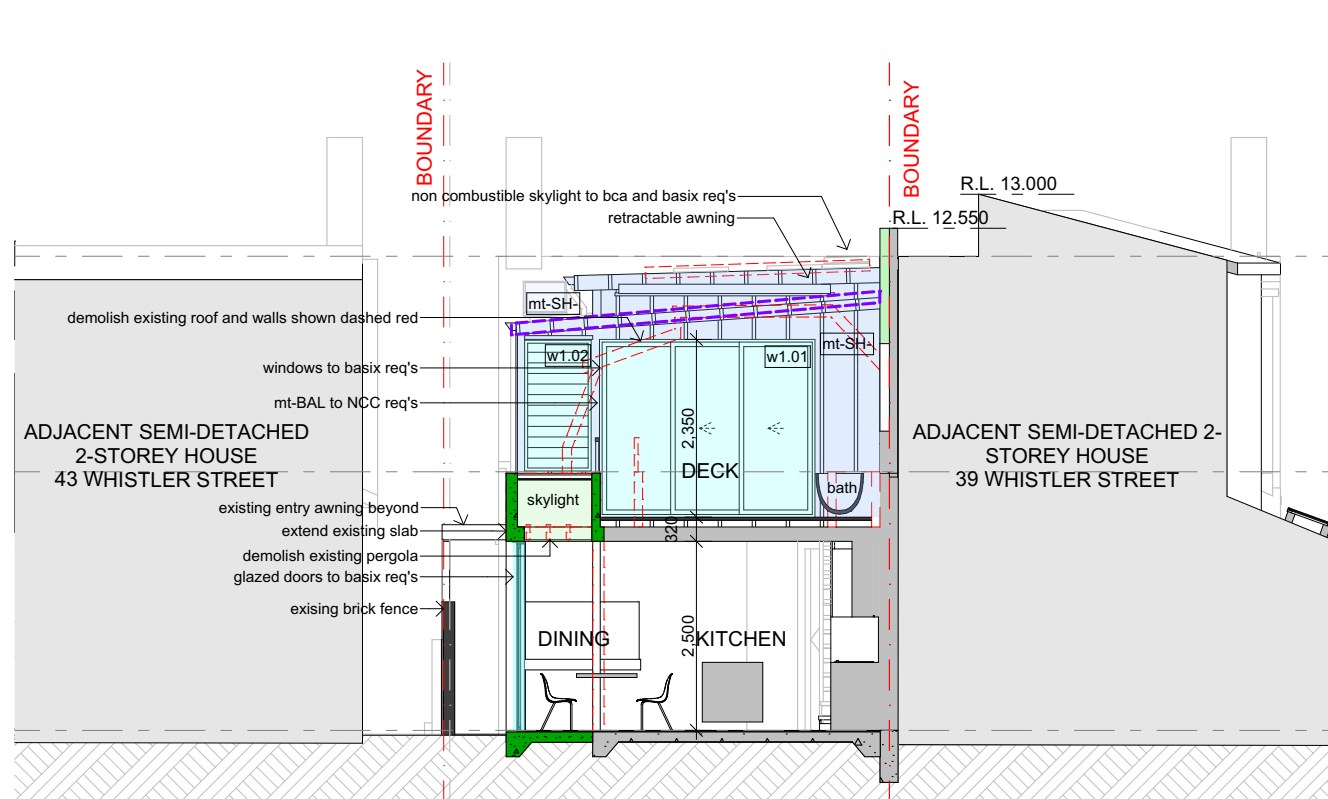 BOUNDARY
BOUNDARY
R.L. 13.000
non combustible skylight to bca and basix req's
retractable awning
R.L. 12.550
mt-SH-
demolish existing roof and walls shown dashed red
mt-SH-
w1.02
w1.01
windows to basix req's
mt-BAL to NCC req's
2,350
ADJACENT SEMI-DETACHED
2-STOREY HOUSE
43 WHISTLER STREET
ADJACENT SEMI-DETACHED 2-
STOREY HOUSE
39 WHISTLER STREET
DECK
bath
skylight
existing entry awning beyond
extend existing slab
320
demolish existing pergola
glazed doors to basix req's
exising brick fence
DINING
2,500
KITCHEN